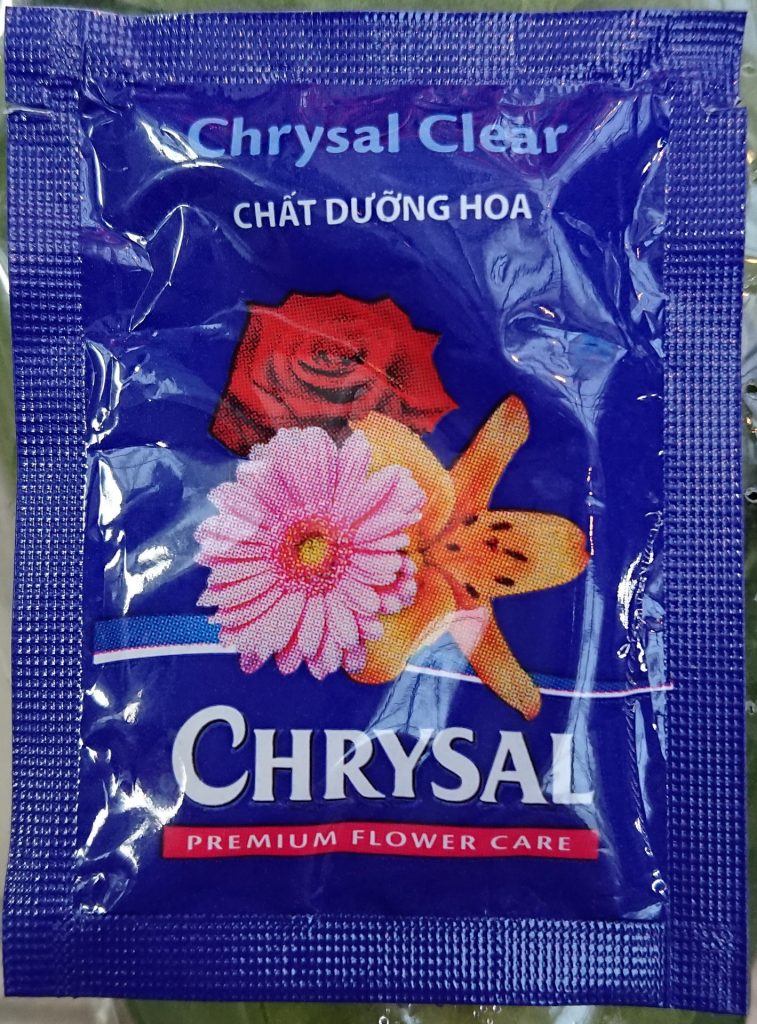 Chrysal Clear
CHẤT DƯỠNG HOA
CHRYSAL
PREMIUM FLOWER CARE